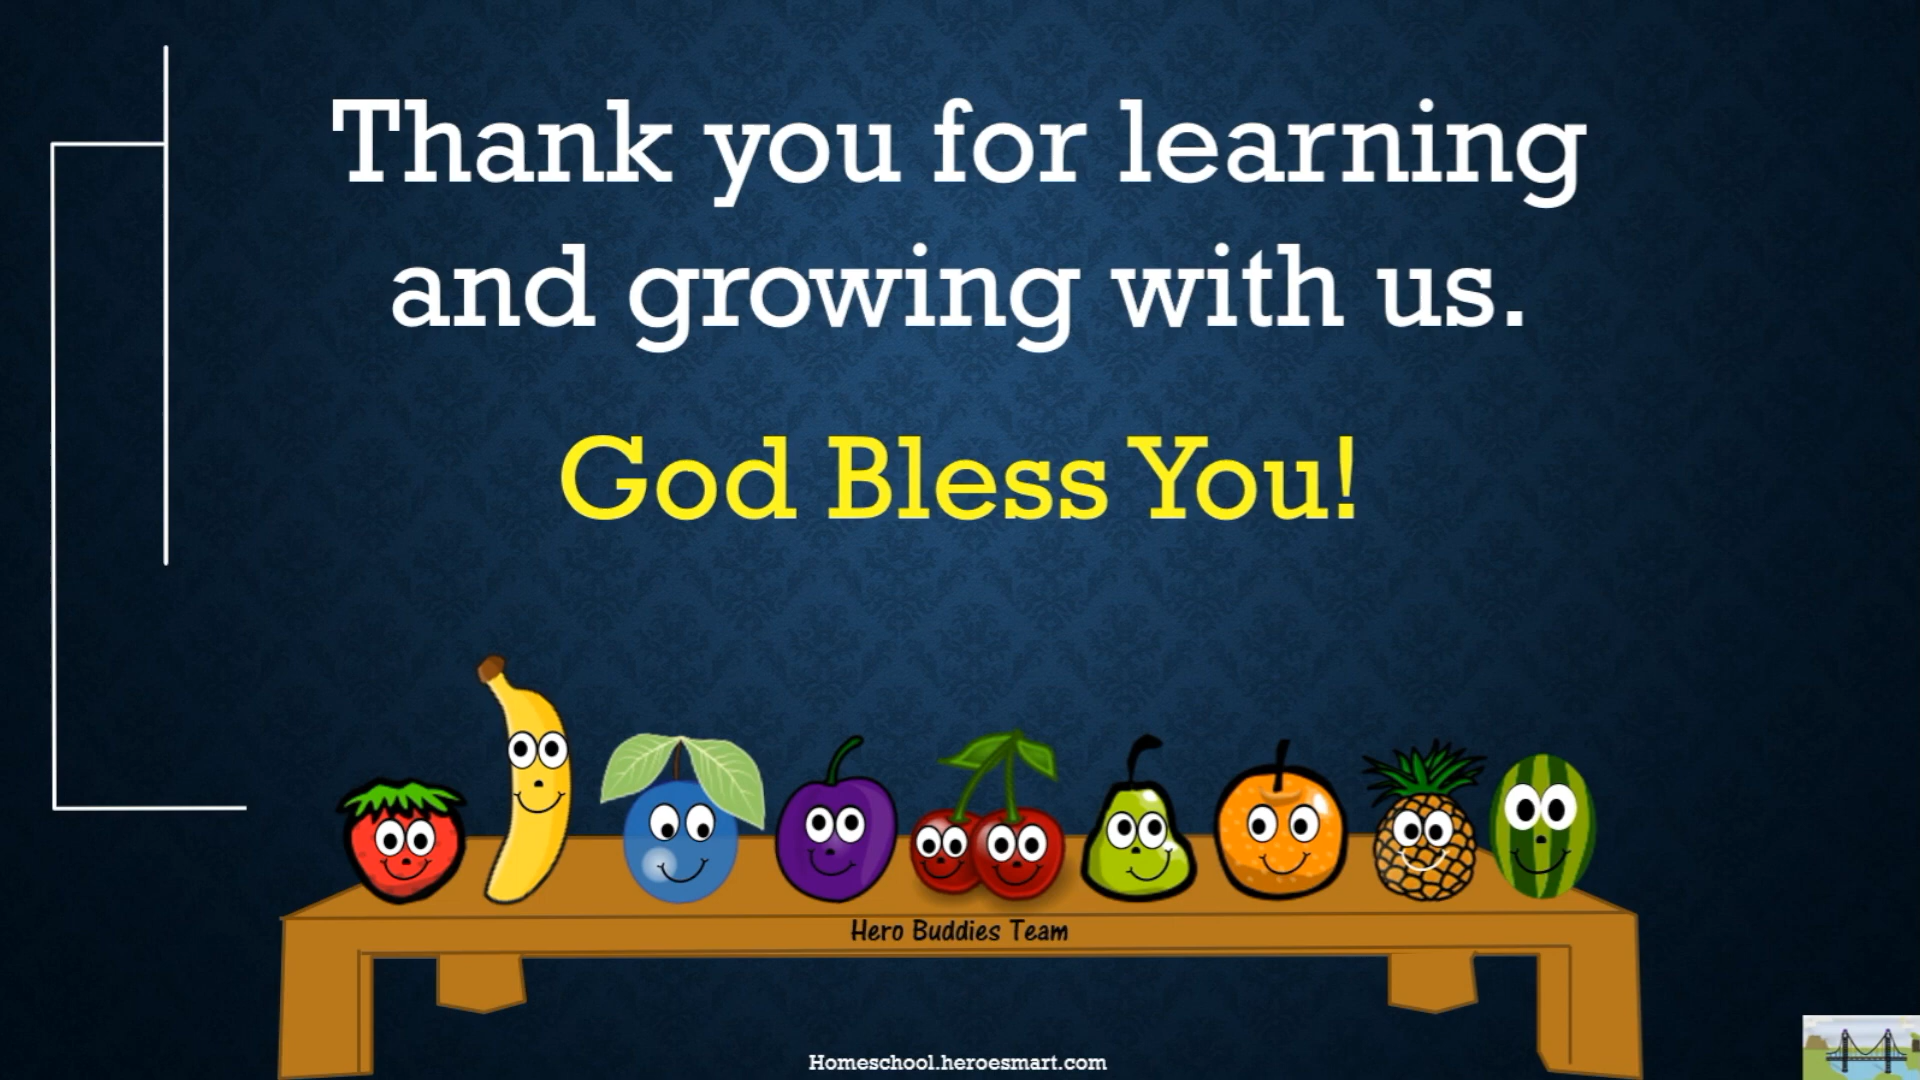 Thank you for learning
and growing with us.
God Bless You!
Hero Buddies Team
Homeschool.heroesmart.com